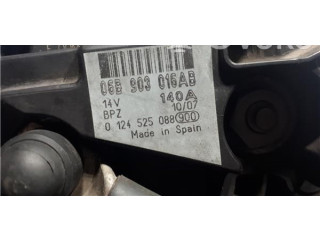 06B 903 016AB
14V 140A
BPZ 10/07
0 124 525 088 900
Made in Spain